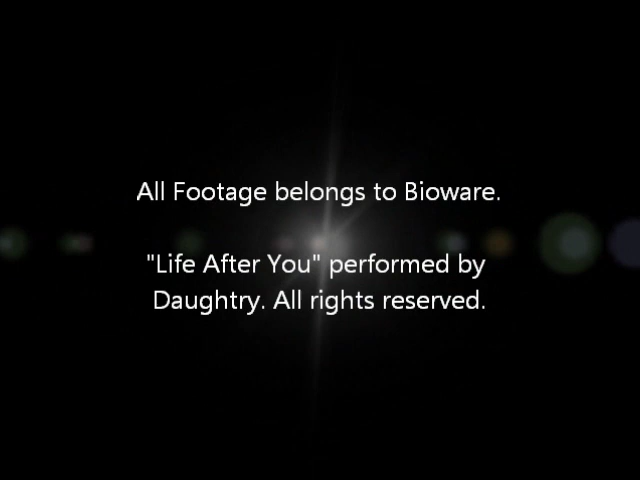 All Footage belongs to Bioware.
"Life After You" performed by
Daughtry. All rights reserved.